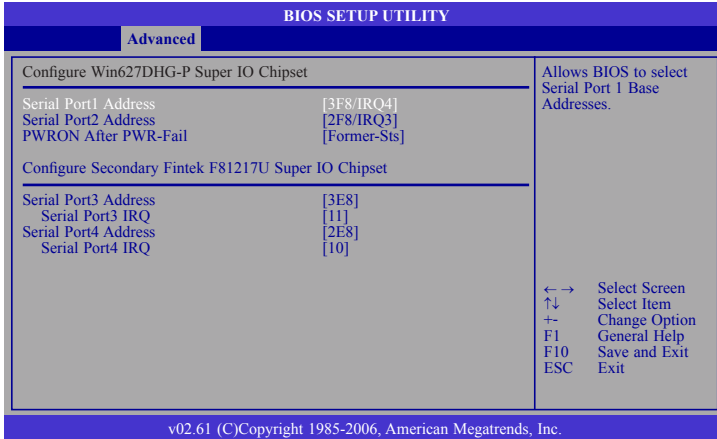 BIOS SETUP UTILITY
Advanced
Configure Win627DHG-P Super IO Chipset
Serial Port1 Address [3F8/IRQ4]
Serial Port2 Address [2F8/IRQ3]
PWRON After PWR-Fail [Former-Sts]
Configure Secondary Fintek F81217U Super IO Chipset
Serial Port3 Address [3E8]
Serial Port3 IRQ [11]
Serial Port4 Address [2E8]
Serial Port4 IRQ [10]
Allows BIOS to select
Serial Port 1 Base
Addresses.
←→ Select Screen
↑↓ Select Item
+- Change Option
F1 General Help
F10 Save and Exit
ESC Exit
v02.61 (C)Copyright 1985-2006, American Megatrends, Inc.